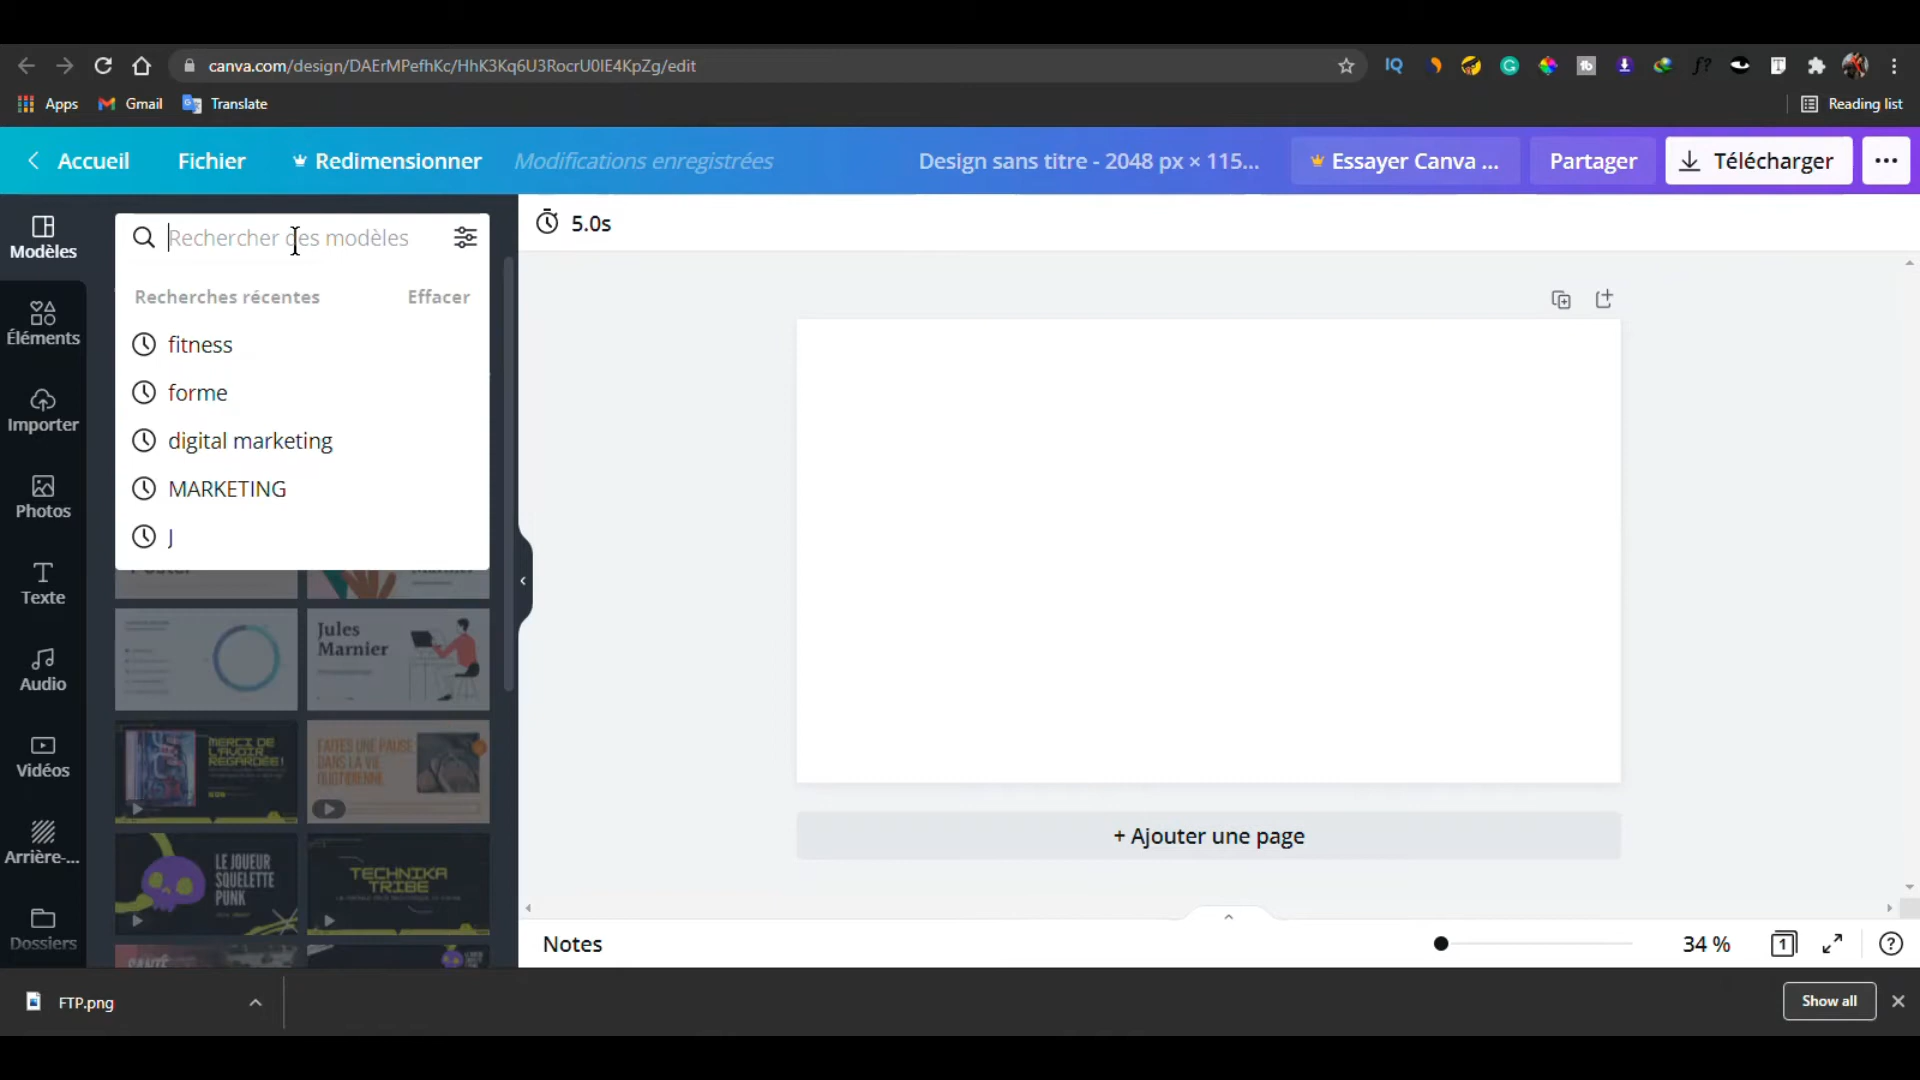 canva.com/design/DAErMPefhKc/HhK3Kq6U3RocrU0IE4KpZg/edit
Apps Gmail Translate Reading list
Accueil Fichier Redimensionner Modifications enregistrées Design sans titre - 2048 px × 115... Essayer Canva ... Partager Télécharger
Modèles
Éléments
Importer
Photos
Texte
Audio
Vidéos
Arrière-...
Dossiers
Rechercher des modèles
Recherches récentes Effacer
fitness
forme
digital marketing
MARKETING
J
Jules
Marnier
MERCI DE
L'AVOIR
REGARDÉE!
FAITES UNE PAUSE
DANS LA VIE
QUOTIDIENNE
LE JOUEUR
SQUELETTE
PUNK
TECHNIKA
TRIBE
SANTÉ
5.0s
+ Ajouter une page
Notes 34 % 1 ?
FTP.png Show all